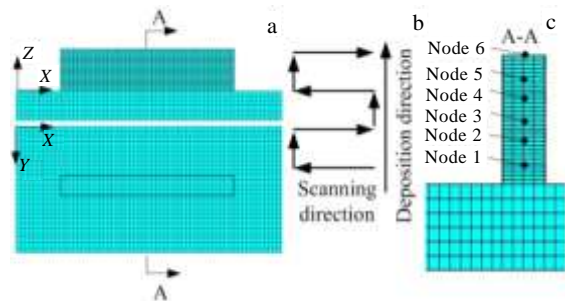 A
a
Z
X
X
Y
A
Scanning
direction
Deposition direction
b
c
A-A
Node 6
Node 5
Node 4
Node 3
Node 2
Node 1